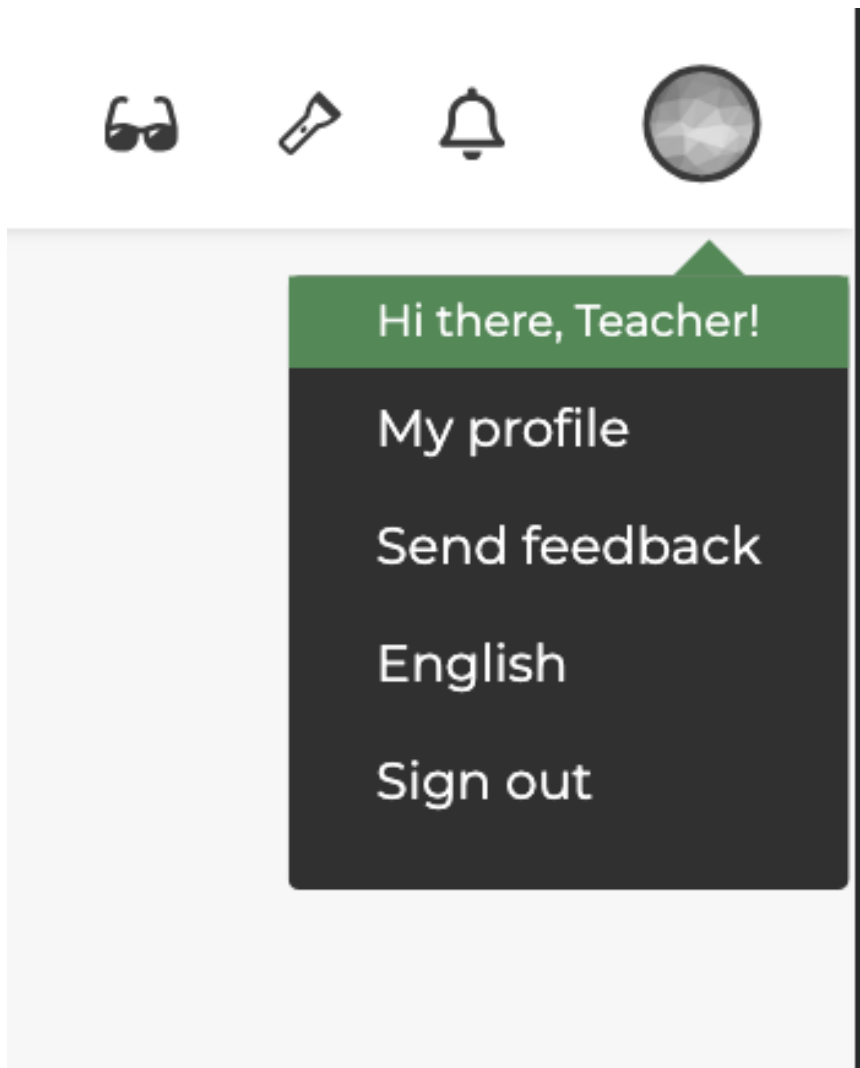 Hi there, Teacher!
My profile
Send feedback
English
Sign out